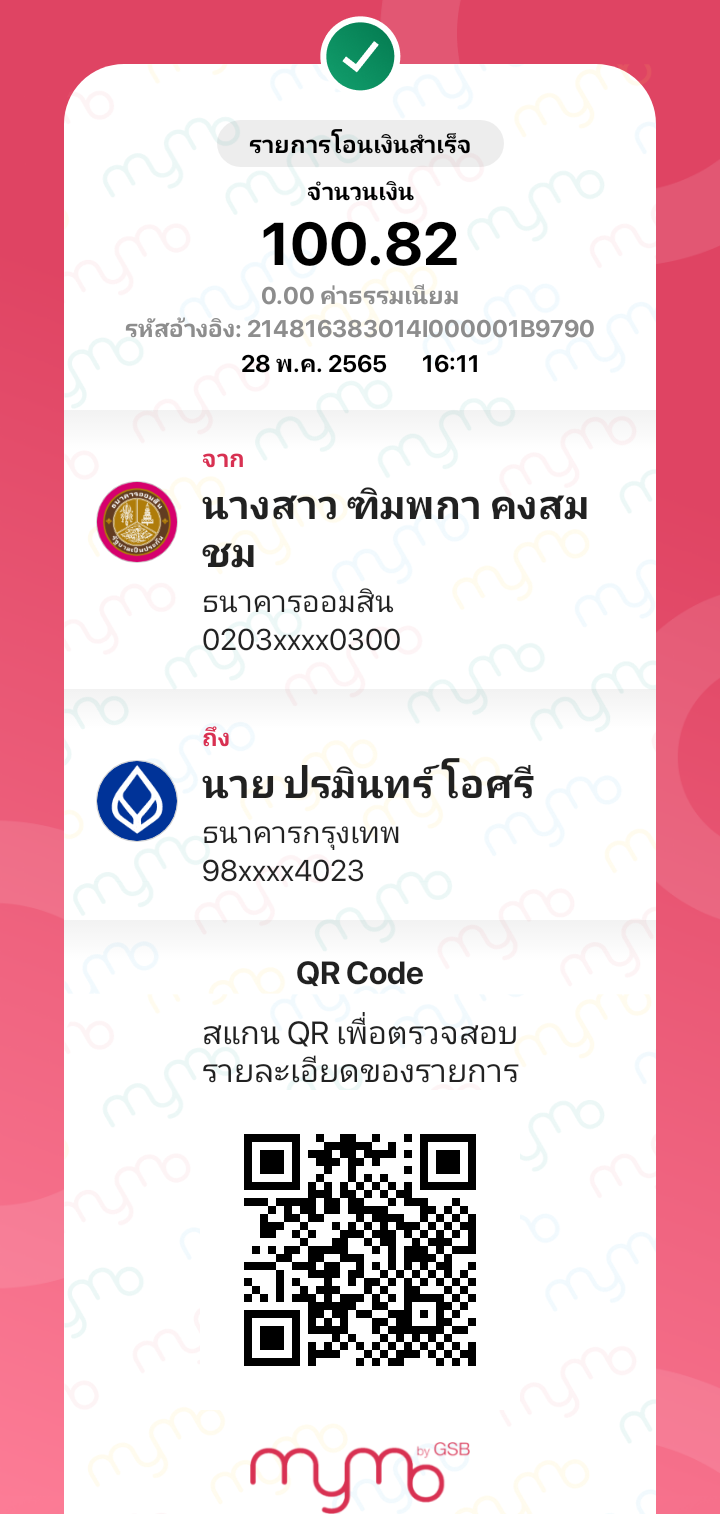 รายการโอนเงินสำเร็จ
จำนวนเงิน
100.82
0.00 ค่าธรรมเนียม
รหัสอ้างอิง: 214816383014I000001B9790
28 พ.ค. 2565 16:11
จาก
นางสาว ฑิมพกา คงสม
ชม
ธนาคารออมสิน
0203xxxx0300
ถึง
นาย ปรมินทร์ โอศรี
ธนาคารกรุงเทพ
98xxxx4023
QR Code
สแกน QR เพื่อตรวจสอบ
รายละเอียดของรายการ
mymo by GSB